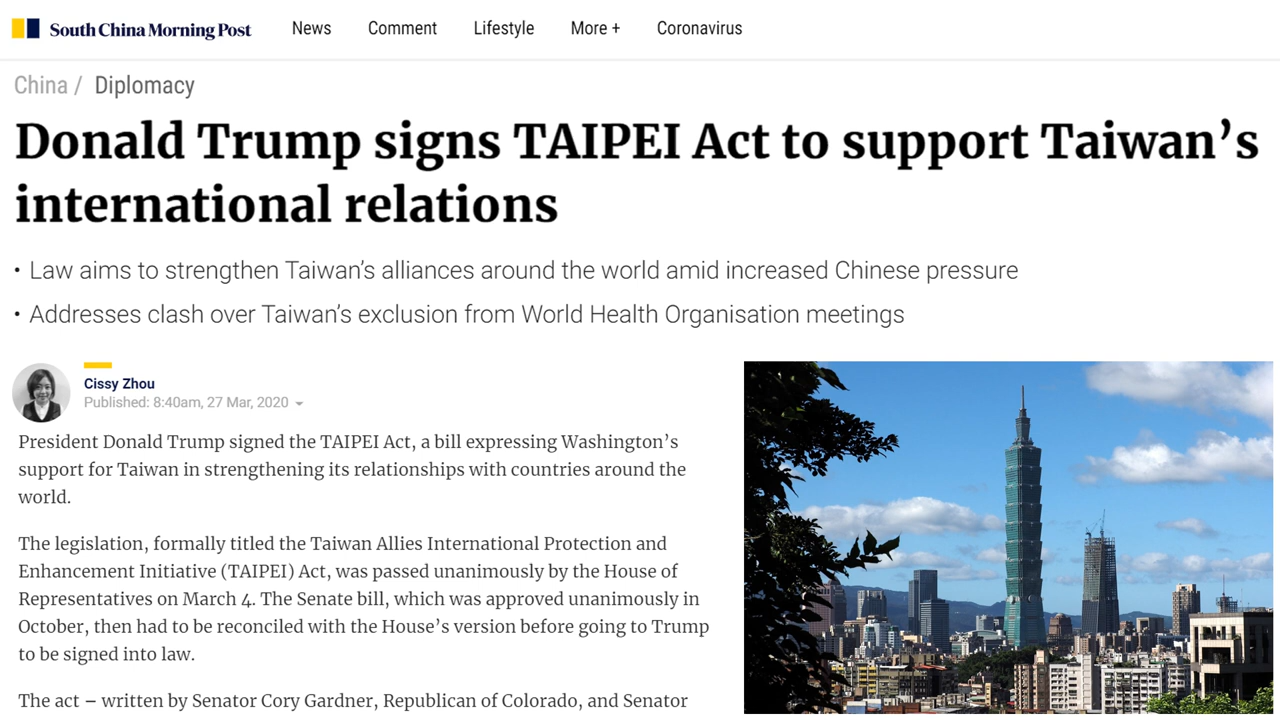 South China Morning Post News Comment Lifestyle More + Coronavirus
China / Diplomacy
Donald Trump signs TAIPEI Act to support Taiwan’s
international relations
• Law aims to strengthen Taiwan’s alliances around the world amid increased Chinese pressure
• Addresses clash over Taiwan’s exclusion from World Health Organisation meetings
Cissy Zhou
Published: 8:40am, 27 Mar, 2020
President Donald Trump signed the TAIPEI Act, a bill expressing Washington’s
support for Taiwan in strengthening its relationships with countries around the
world.
The legislation, formally titled the Taiwan Allies International Protection and
Enhancement Initiative (TAIPEI) Act, was passed unanimously by the House of
Representatives on March 4. The Senate bill, which was approved unanimously in
October, then had to be reconciled with the House’s version before going to Trump
to be signed into law.
The act – written by Senator Cory Gardner, Republican of Colorado, and Senator